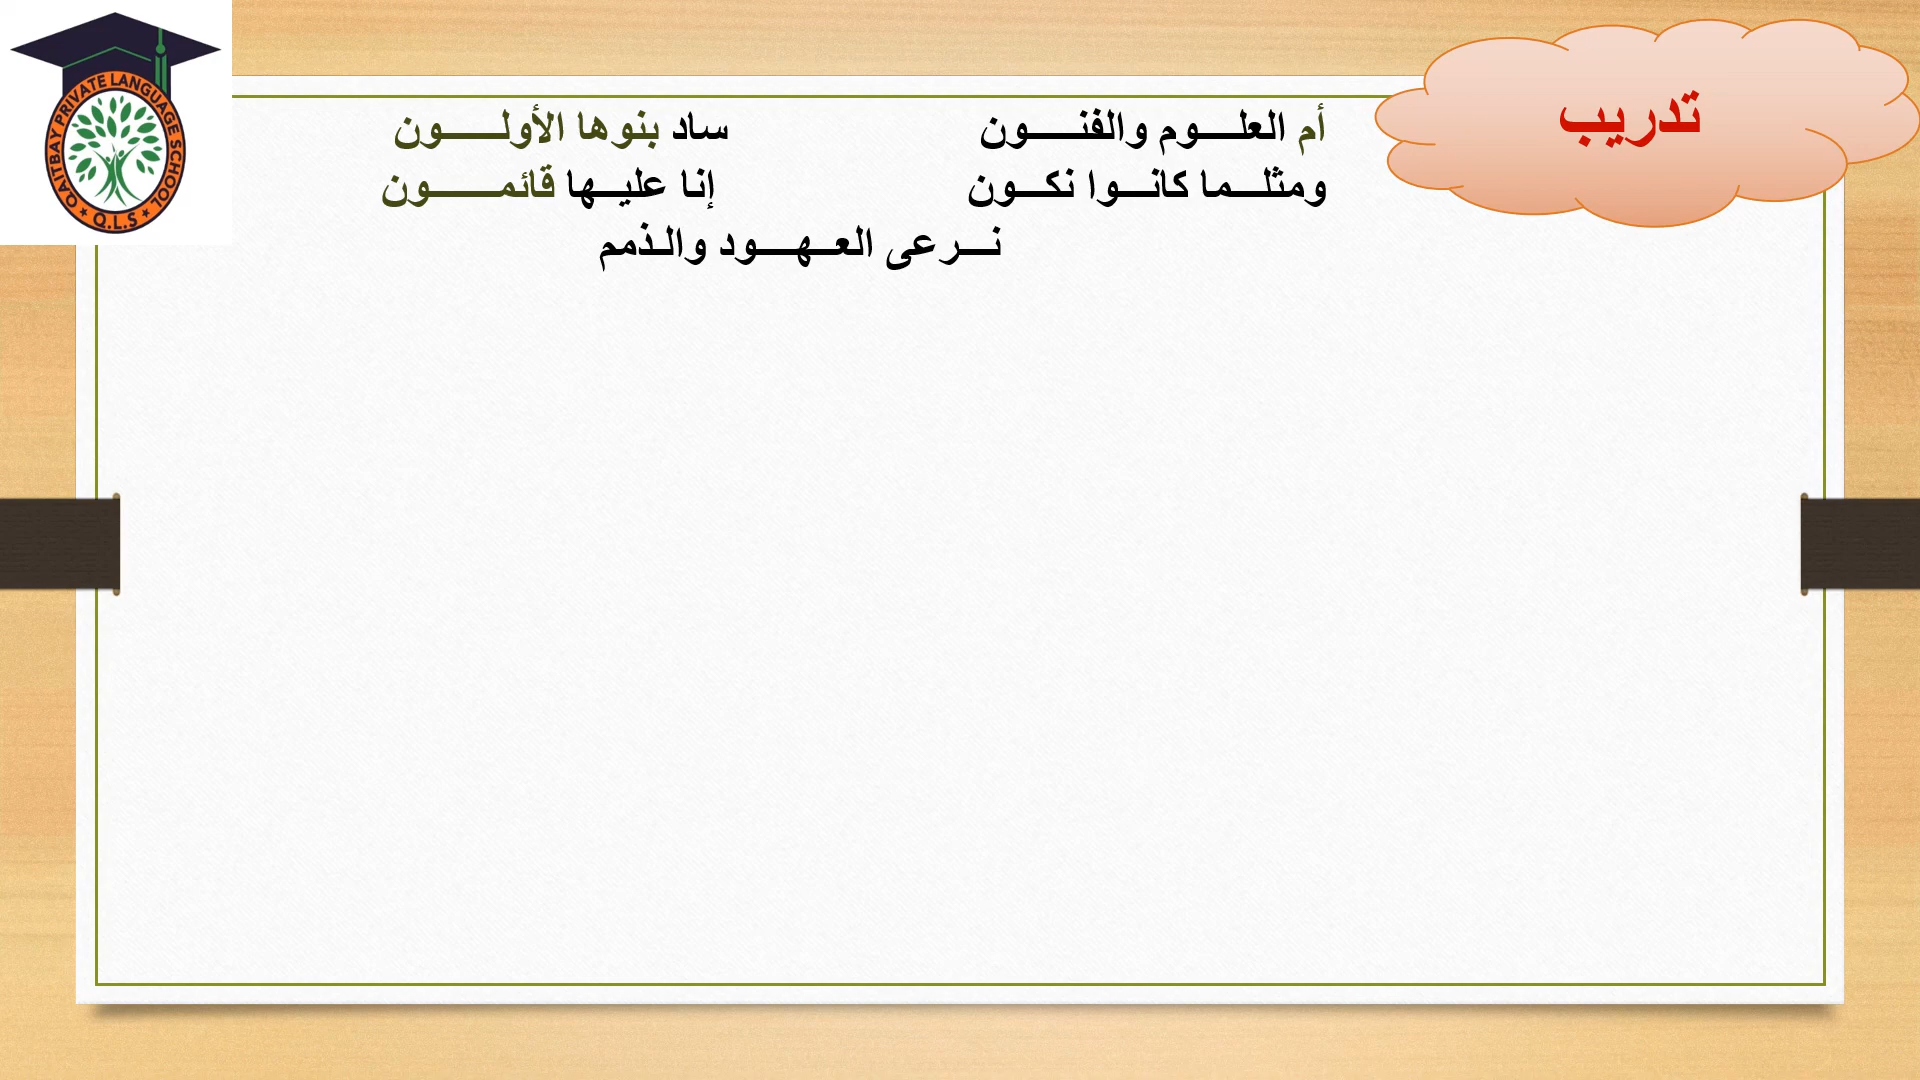 QAITBAY PRIVATE LANGUAGE SCHOOL
★ Q.L.S ★
تدريب
أم العلـــوم والفنـــون ساد بنوها الأولـــون
ومثلـــما كانـــوا نكـــون إنا عليـــها قائمـــون
نـــرعى العـــهـــود والـذمم